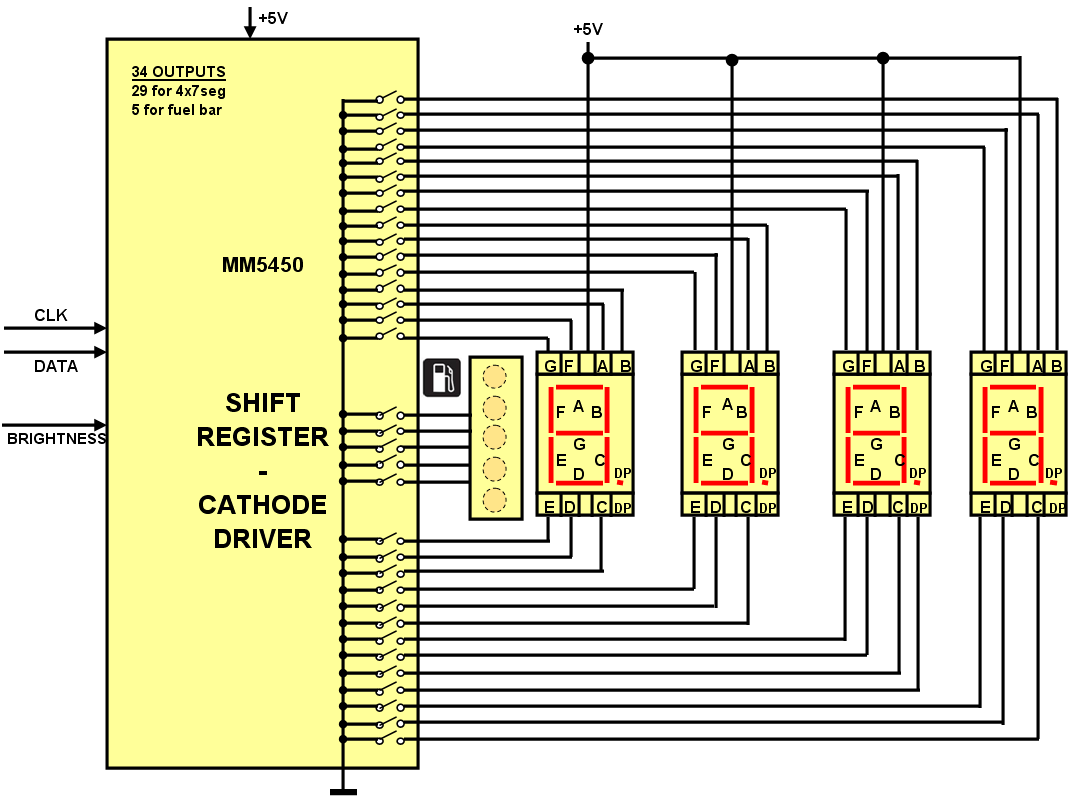 +5V
+5V
34 OUTPUTS
29 for 4x7seg
5 for fuel bar
MM5450
CLK
DATA
BRIGHTNESS
SHIFT
REGISTER
-
CATHODE
DRIVER
G F A B
G F A B
G F A B
G F A B
F A B
G
E C
D DP
F A B
G
E C
D DP
F A B
G
E C
D DP
F A B
G
E C
D DP
E D C DP
E D C DP
E D C DP
E D C DP